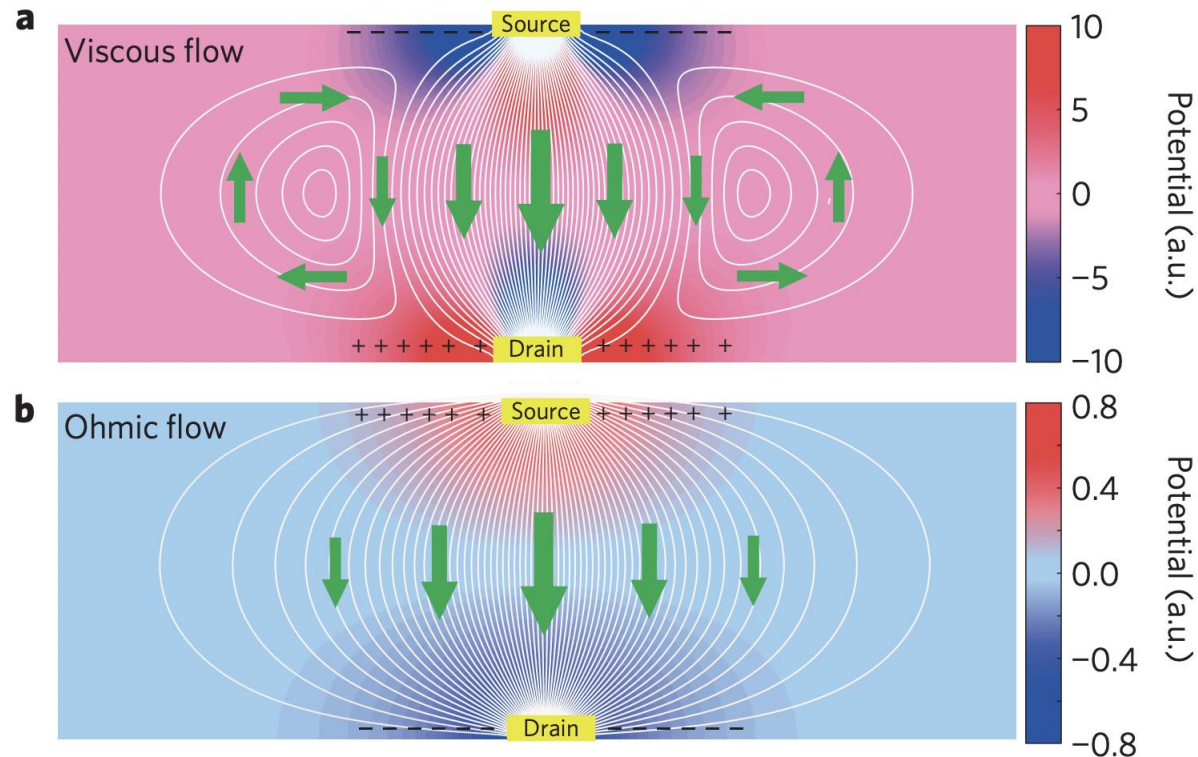 a
Source
10
– – – – – – – – – – – –
Viscous flow
5
0
Potential (a.u.)
−5
+ + + + + + + + + + + +
Drain
−10
b
Source
0.8
+ + + + + + + + + + + +
Ohmic flow
0.4
0.0
Potential (a.u.)
−0.4
– – – – – – – – – – – –
Drain
−0.8